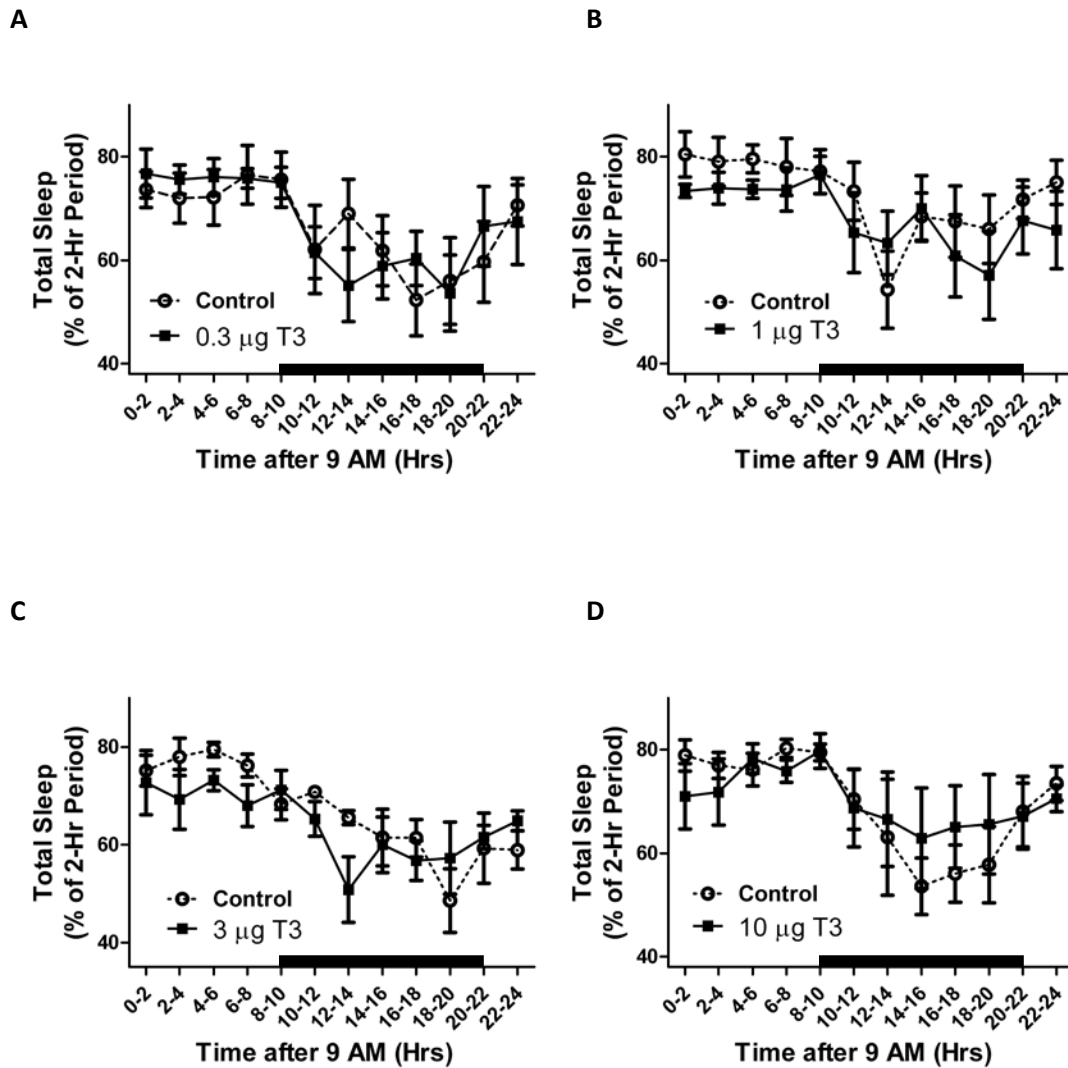 A
Total Sleep
(% of 2-Hr Period)
80
60
40
Control
0.3 µg T3
0-2
2-4
4-6
6-8
8-10
10-12
12-14
14-16
16-18
18-20
20-22
22-24
Time after 9 AM (Hrs)
B
Total Sleep
(% of 2-Hr Period)
80
60
40
Control
1 µg T3
0-2
2-4
4-6
6-8
8-10
10-12
12-14
14-16
16-18
18-20
20-22
22-24
Time after 9 AM (Hrs)
C
Total Sleep
(% of 2-Hr Period)
80
60
40
Control
3 µg T3
0-2
2-4
4-6
6-8
8-10
10-12
12-14
14-16
16-18
18-20
20-22
22-24
Time after 9 AM (Hrs)
D
Total Sleep
(% of 2-Hr Period)
80
60
40
Control
10 µg T3
0-2
2-4
4-6
6-8
8-10
10-12
12-14
14-16
16-18
18-20
20-22
22-24
Time after 9 AM (Hrs)